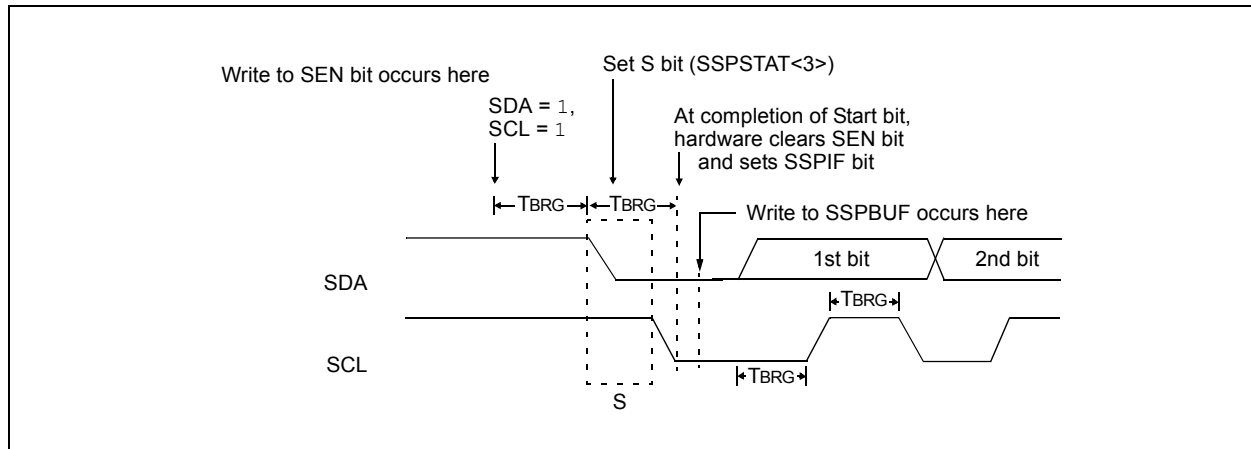 Write to SEN bit occurs here
Set S bit (SSPSTAT<3>)
SDA = 1,
SCL = 1
At completion of Start bit,
hardware clears SEN bit
and sets SSPIF bit
TBRG
TBRG
Write to SSPBUF occurs here
SDA
1st bit
2nd bit
TBRG
SCL
TBRG
S